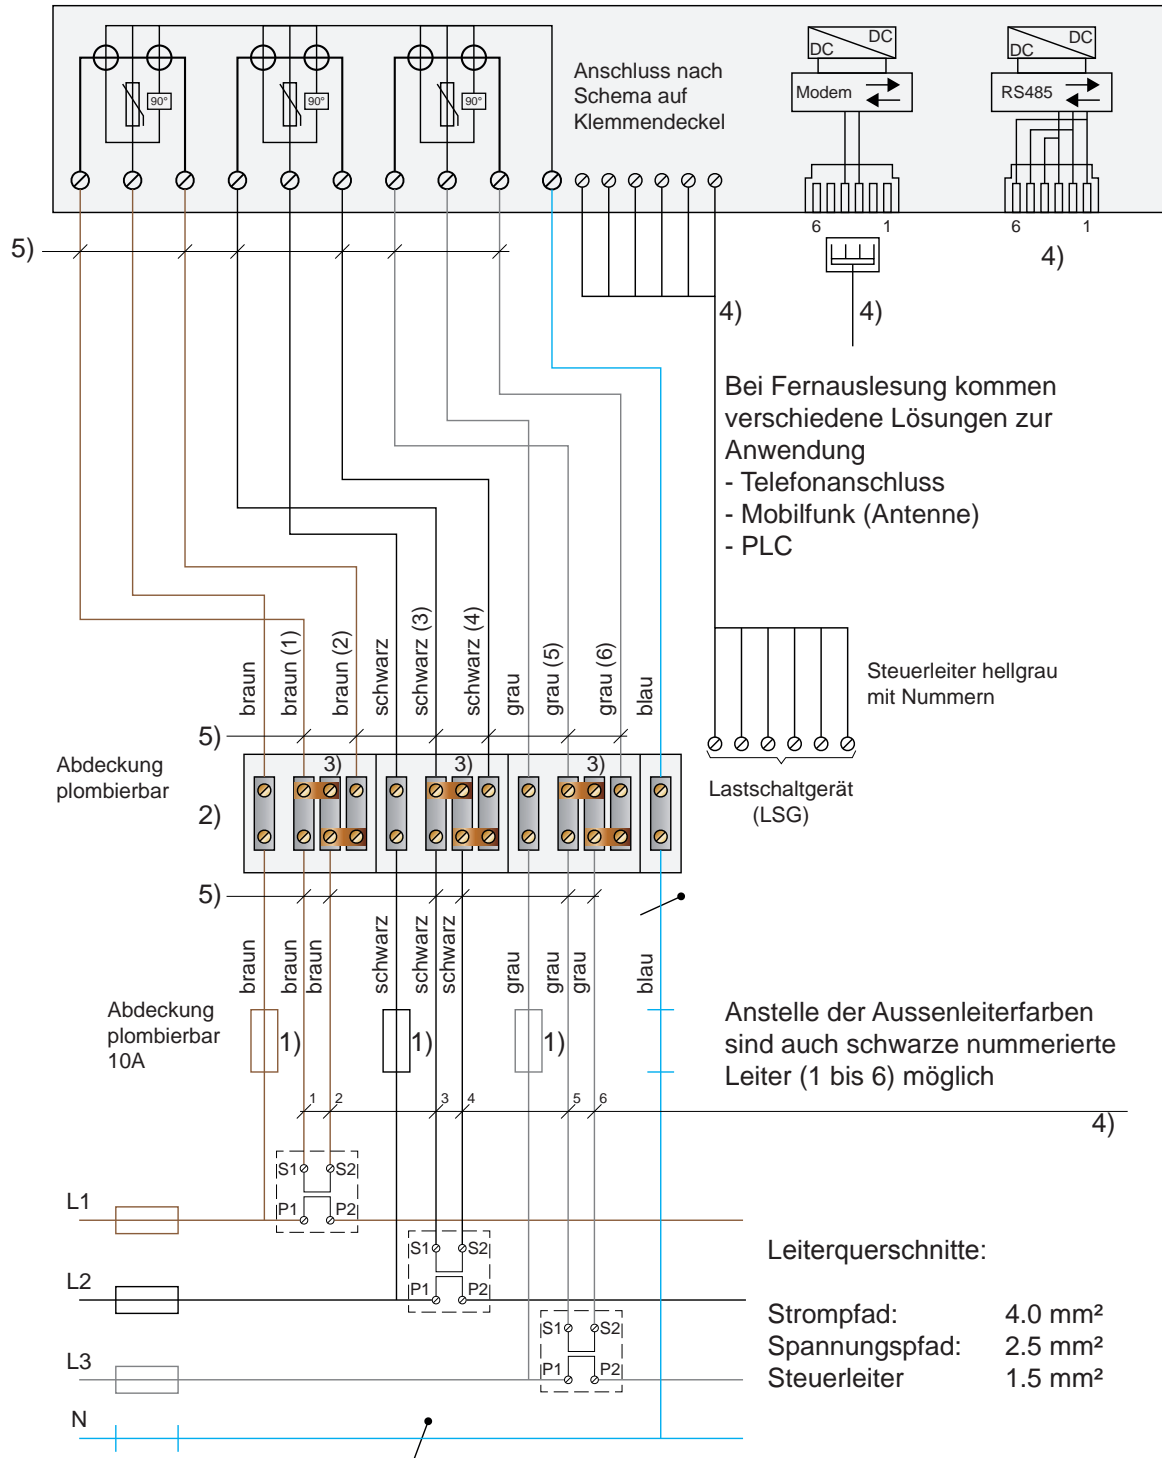 DC
DC
DC
DC
Anschluss nach
Schema auf
Klemmendeckel
Modem
RS485
90°
90°
90°
6
1
6
1
5)
4)
4)
4)
Bei Fernauslesung kommen
verschiedene Lösungen zur
Anwendung
- Telefonanschluss
- Mobilfunk (Antenne)
- PLC
braun
braun (1)
braun (2)
schwarz
schwarz (3)
schwarz (4)
grau
grau (5)
grau (6)
blau
Steuerleiter hellgrau
mit Nummern
5)
Abdeckung
plombierbar
3)
3)
3)
2)
Lastschaltgerät
(LSG)
5)
braun
braun
braun
schwarz
schwarz
schwarz
grau
grau
grau
blau
Abdeckung
plombierbar
10A
1)
1)
1)
Anstelle der Aussenleiterfarben
sind auch schwarze nummerierte
Leiter (1 bis 6) möglich
1
2
3
4
5
6
4)
S1
S2
P1
P2
L1
S1
S2
P1
P2
L2
S1
S2
P1
P2
L3
N
Leiterquerschnitte:
Strompfad: 4.0 mm²
Spannungspfad: 2.5 mm²
Steuerleiter 1.5 mm²